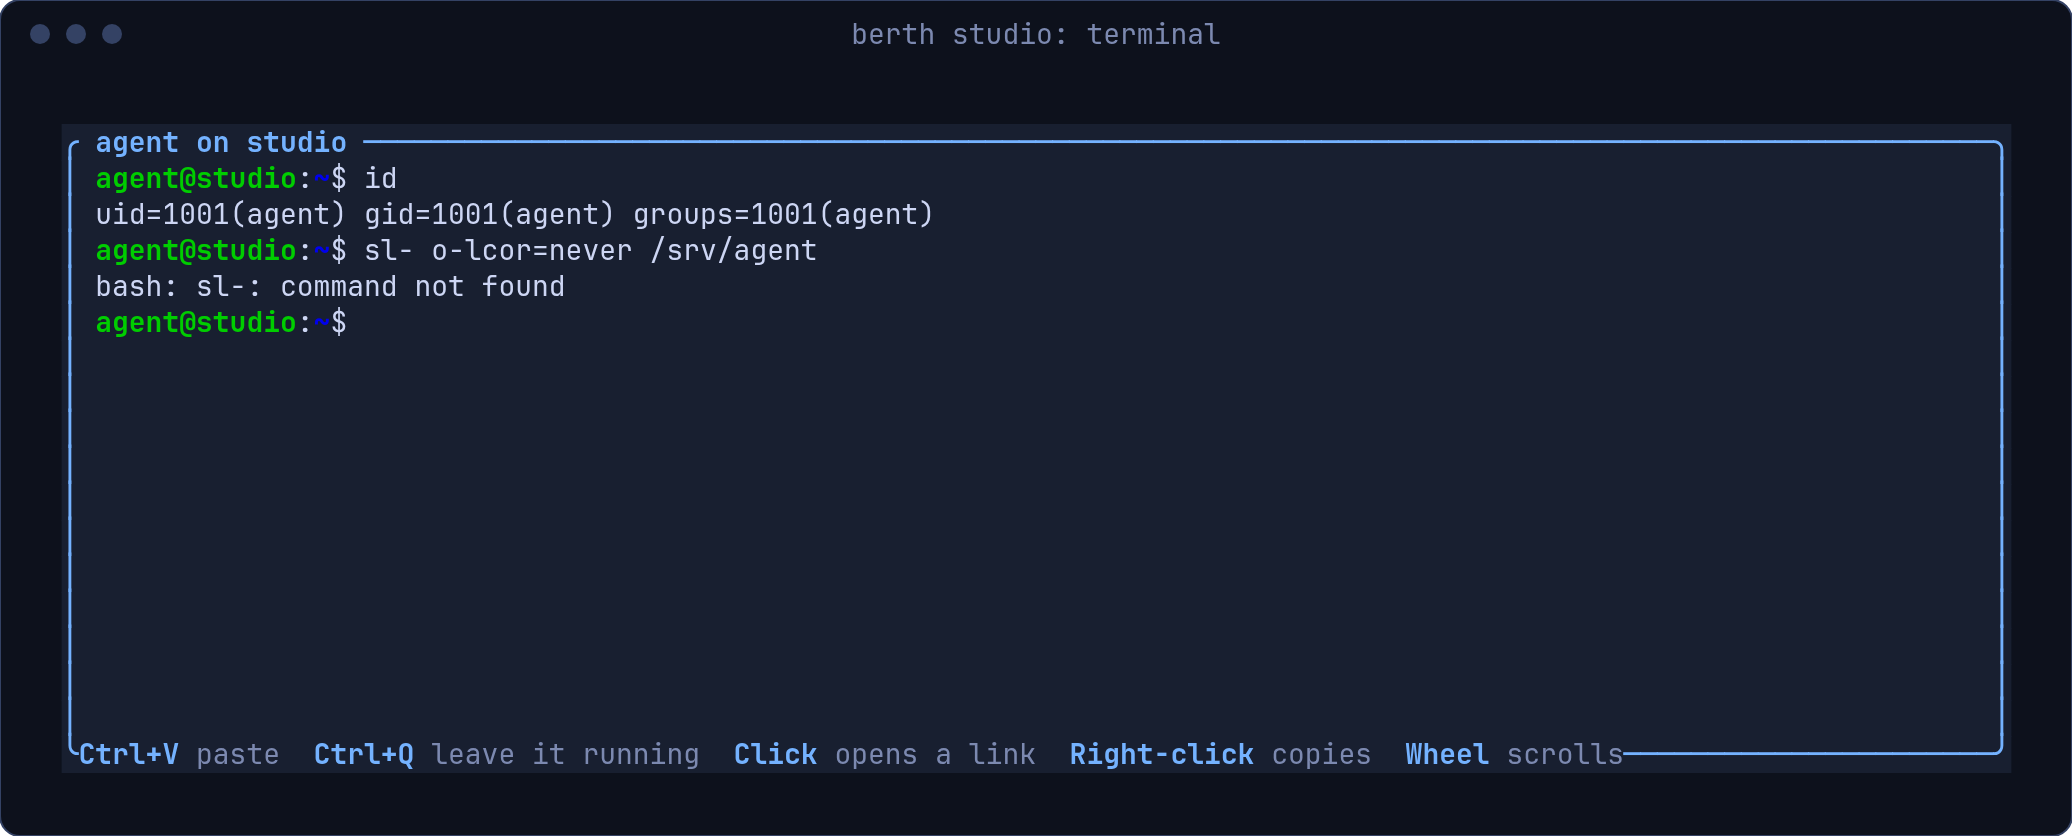 berth studio: terminal
agent on studio
agent@studio:~$ id
uid=1001(agent) gid=1001(agent) groups=1001(agent)
agent@studio:~$ sl- o-lcor=never /srv/agent
bash: sl-: command not found
agent@studio:~$
Ctrl+V paste  Ctrl+Q leave it running  Click opens a link  Right-click copies  Wheel scrolls